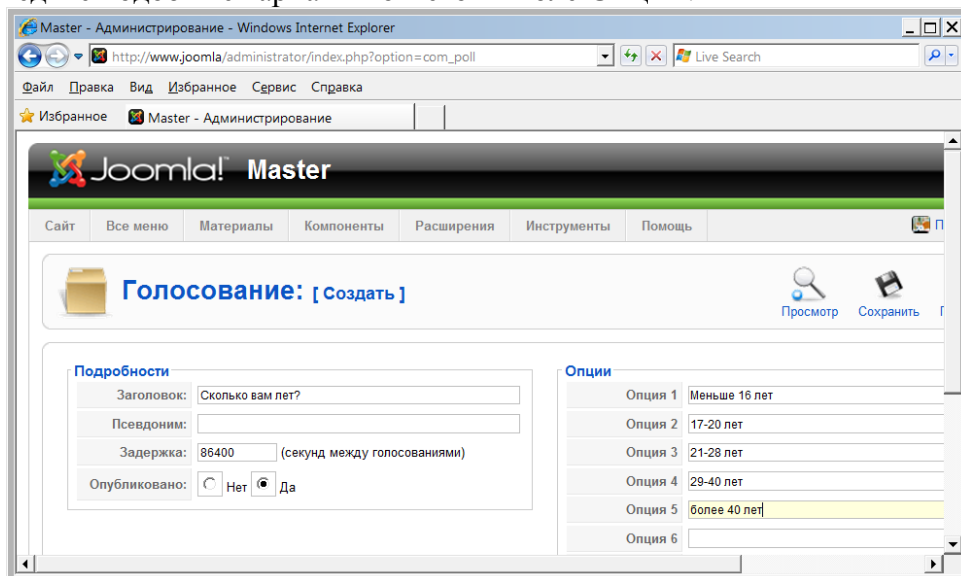 Master - Администрирование - Windows Internet Explorer
http://www.joomla/administrator/index.php?option=com_poll
Live Search
Файл Правка Вид Избранное Сервис Справка
Избранное Master - Администрирование
Joomla! Master
Сайт Все меню Материалы Компоненты Расширения Инструменты Помощь
Голосование: [ Создать ]
Просмотр Сохранить
Подробности
Заголовок: Сколько вам лет?
Псевдоним:
Задержка: 86400 (секунд между голосованиями)
Опубликовано: Нет Да
Опции
Опция 1 Меньше 16 лет
Опция 2 17-20 лет
Опция 3 21-28 лет
Опция 4 29-40 лет
Опция 5 более 40 лет
Опция 6